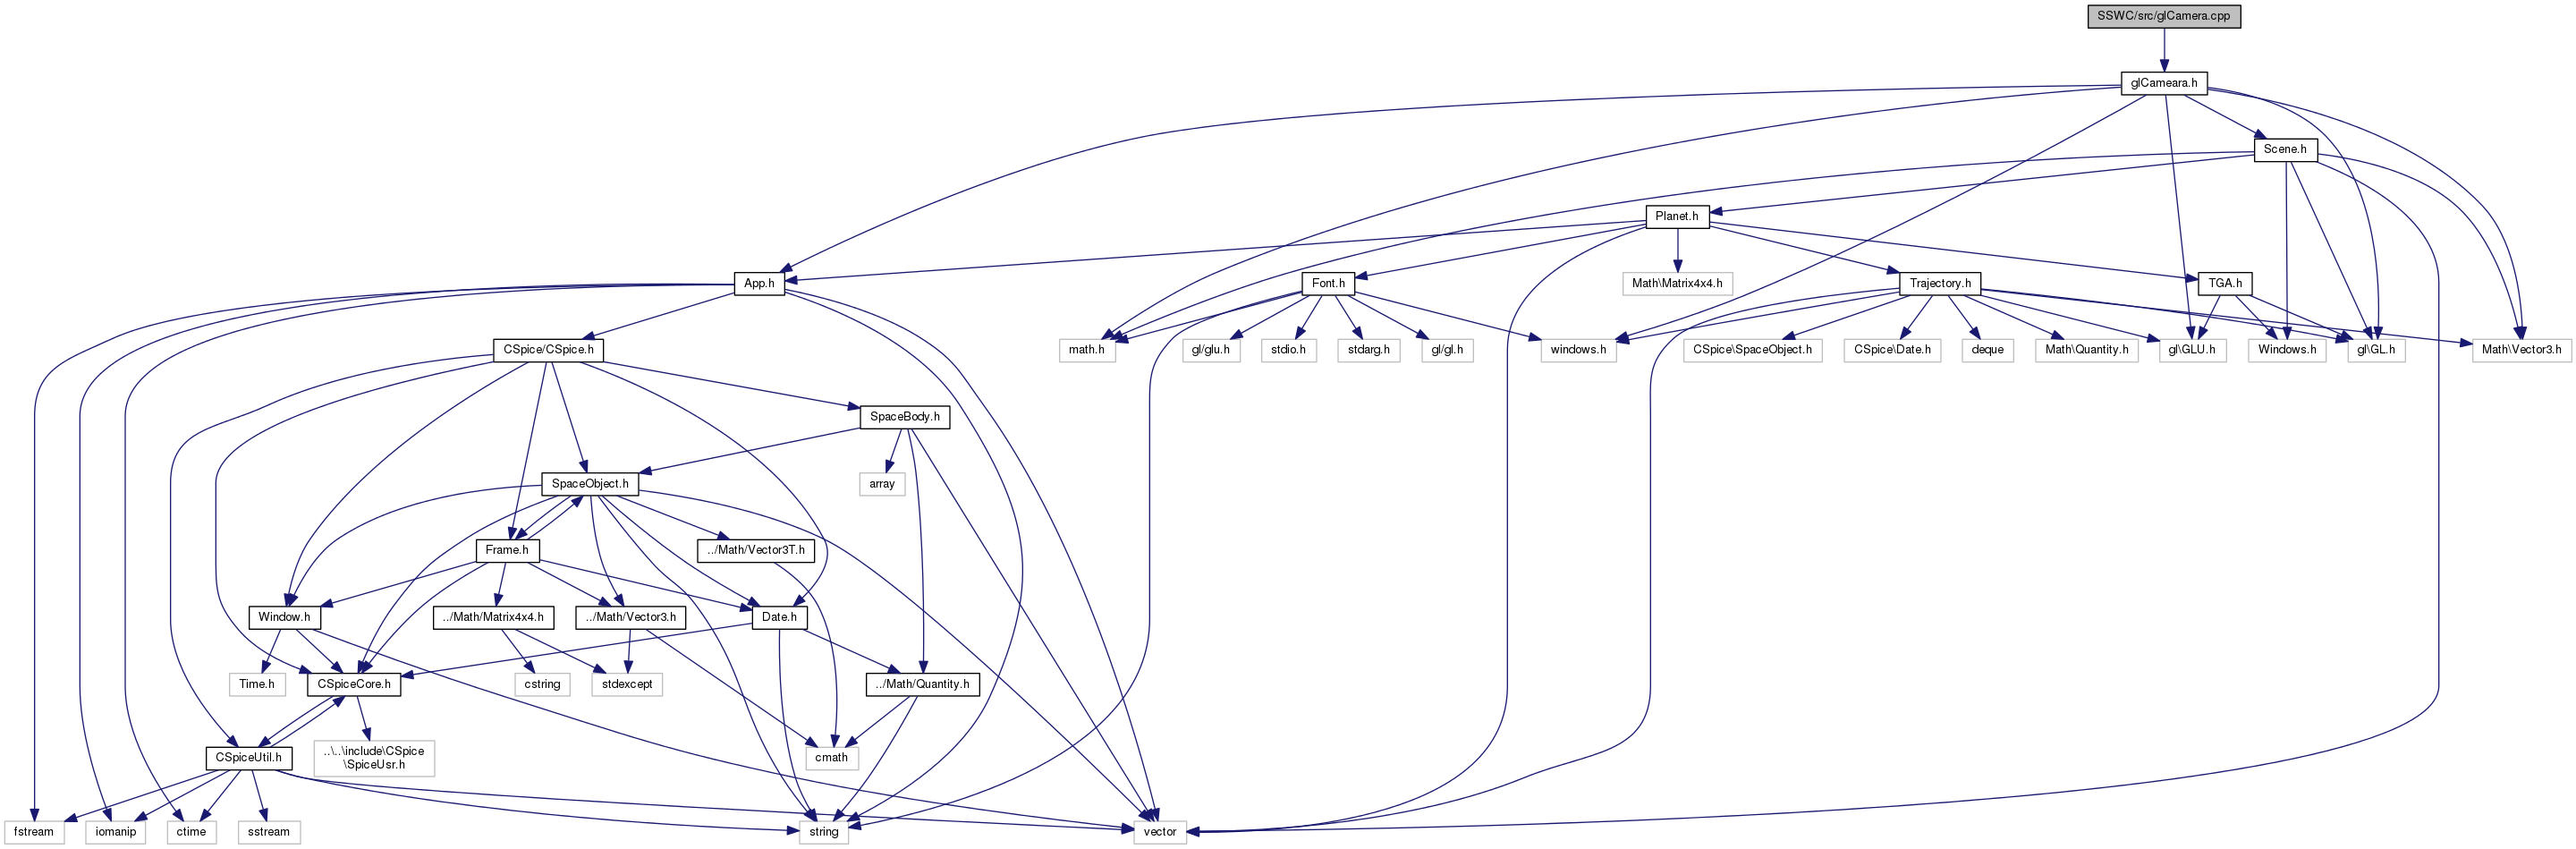 SSWC/src/glCamera.cpp
glCameara.h
Scene.h
Planet.h
App.h
Font.h
Math\Matrix4x4.h
Trajectory.h
TGA.h
CSpice/CSpice.h
math.h
gl/glu.h
stdio.h
stdarg.h
gl/gl.h
windows.h
CSpice\SpaceObject.h
CSpice\Date.h
deque
Math\Quantity.h
gl\GLU.h
Windows.h
gl\GL.h
Math\Vector3.h
SpaceBody.h
SpaceObject.h
array
Frame.h
../Math/Vector3T.h
Window.h
../Math/Matrix4x4.h
../Math/Vector3.h
Date.h
Time.h
CSpiceCore.h
cstring
stdexcept
../Math/Quantity.h
CSpiceUtil.h
..\..\include\CSpice
\SpiceUsr.h
cmath
fstream
iomanip
ctime
sstream
string
vector